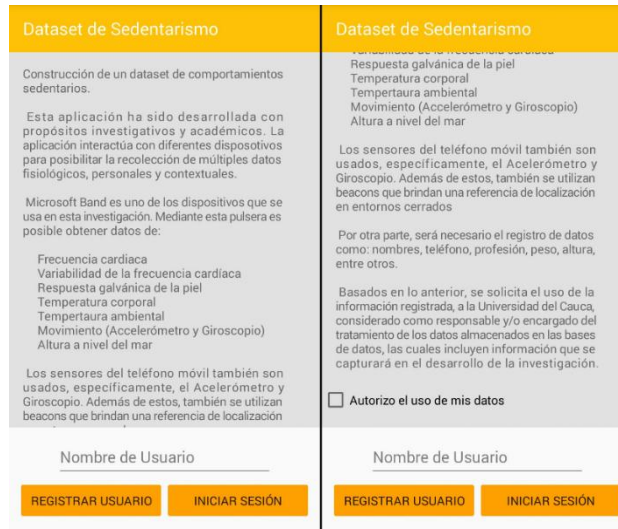 Dataset de Sedentarismo
Construcción de un dataset de comportamientos
sedentarios.
Esta aplicación ha sido desarrollada con
propósitos investigativos y académicos. La
aplicación interactúa con diferentes disposotivos
para posibilitar la recolección de múltiples datos
fisiológicos, personales y contextuales.
Microsoft Band es uno de los dispositivos que se
usa en esta investigación. Mediante esta pulsera es
posible obtener datos de:
Frecuencia cardiaca
Variabilidad de la frecuencia cardíaca
Respuesta galvánica de la piel
Temperatura corporal
Tempertaura ambiental
Movimiento (Accelerómetro y Giroscopio)
Altura a nivel del mar
Los sensores del teléfono móvil también son
usados, específicamente, el Acelerómetro y
Giroscopio. Además de estos, también se utilizan
beacons que brindan una referencia de localización
Nombre de Usuario
REGISTRAR USUARIO
INICIAR SESIÓN
Dataset de Sedentarismo
Respuesta galvánica de la piel
Temperatura corporal
Tempertaura ambiental
Movimiento (Accelerómetro y Giroscopio)
Altura a nivel del mar
Los sensores del teléfono móvil también son
usados, específicamente, el Acelerómetro y
Giroscopio. Además de estos, también se utilizan
beacons que brindan una referencia de localización
en entornos cerrados
Por otra parte, será necesario el registro de datos
como: nombres, teléfono, profesión, peso, altura,
entre otros.
Basados en lo anterior, se solicita el uso de la
información registrada, a la Universidad del Cauca,
considerado como responsable y/o encargado del
tratamiento de los datos almacenados en las bases
de datos, las cuales incluyen información que se
capturará en el desarrollo de la investigación.
Autorizo el uso de mis datos
Nombre de Usuario
REGISTRAR USUARIO
INICIAR SESIÓN